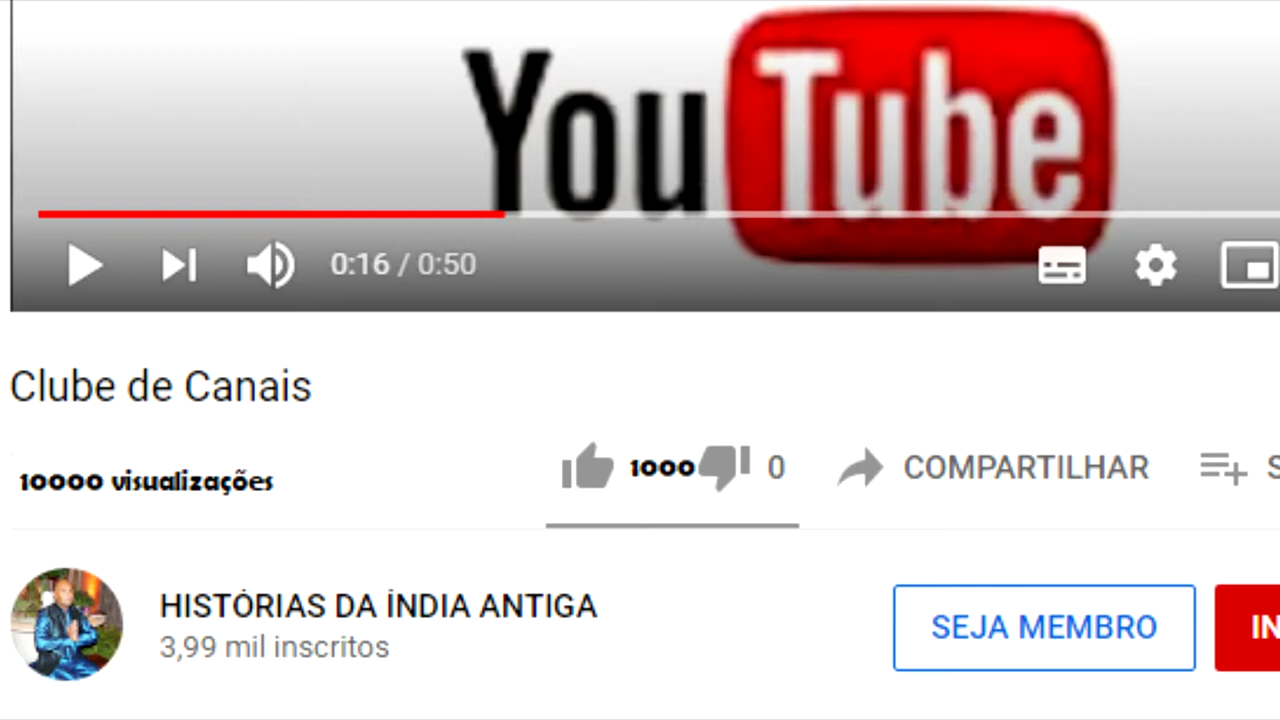 YouTube
0:16 / 0:50
Clube de Canais
10000 visualizações
1000 0 COMPARTILHAR S
HISTÓRIAS DA ÍNDIA ANTIGA
3,99 mil inscritos
SEJA MEMBRO IN